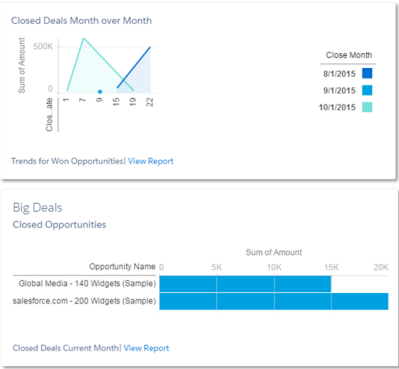 Closed Deals Month over Month
Sum of Amount
500K
0
1
7
9
15
19
22
Clos...ate
Close Month
8/1/2015
9/1/2015
10/1/2015
Trends for Won Opportunities| View Report
Big Deals
Closed Opportunities
Sum of Amount
Opportunity Name
0 5K 10K 15K 20K
Global Media - 140 Widgets (Sample)
salesforce.com - 200 Widgets (Sample)
Closed Deals Current Month| View Report